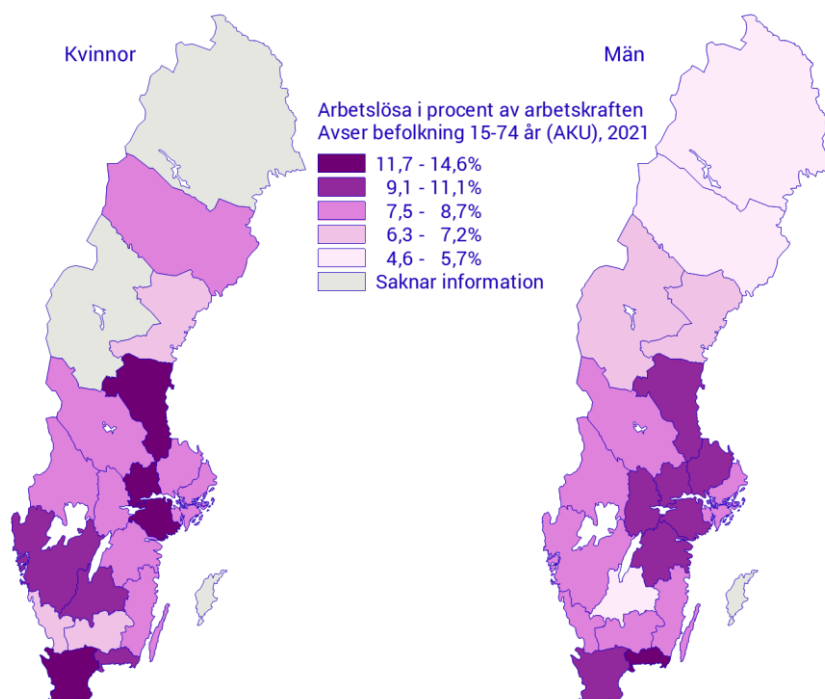 Kvinnor
Män
Arbetslösa i procent av arbetskraften
Avser befolkning 15-74 år (AKU), 2021
11,7 - 14,6%
9,1 - 11,1%
7,5 - 8,7%
6,3 - 7,2%
4,6 - 5,7%
Saknar information